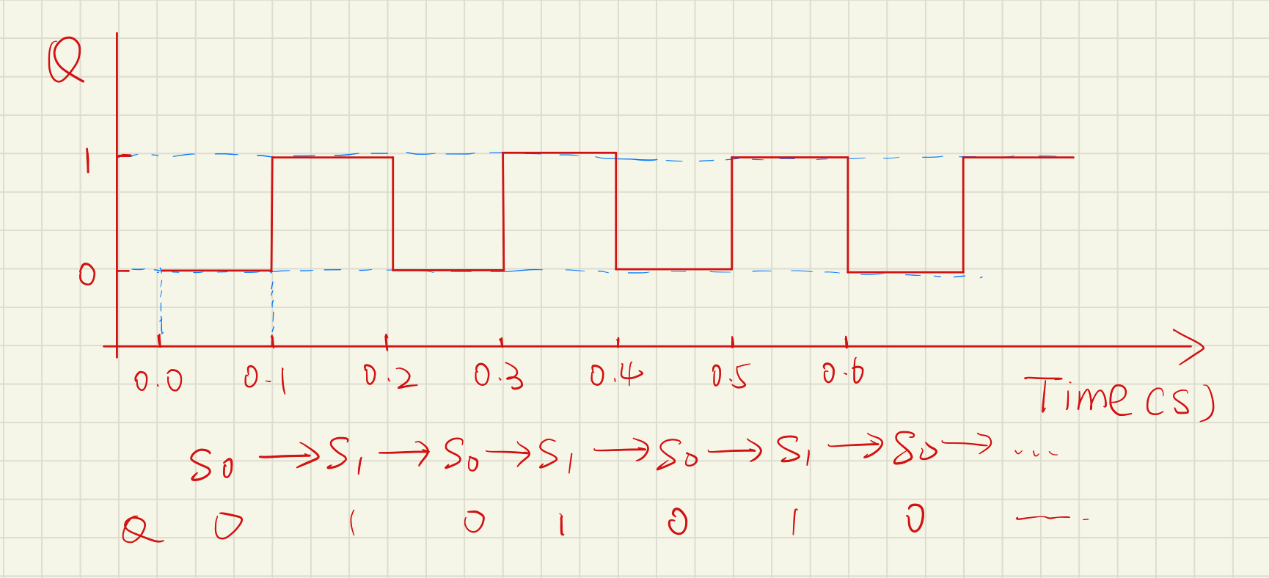 Q
1
0
0.0 0.1 0.2 0.3 0.4 0.5 0.6
Time(s)
S0 → S1 → S0 → S1 → S0 → S1 → S0 → ...
Q 0 1 0 1 0 1 0 —-